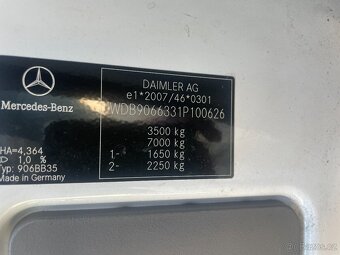 DAIMLER AG
e1*2007/46*0301
WDB9066331P100626
Mercedes-Benz
3500 kg
7000 kg
HA=4,364
1- 1650 kg
1,0 %
2- 2250 kg
Typ: 906BB35
Made in Germany